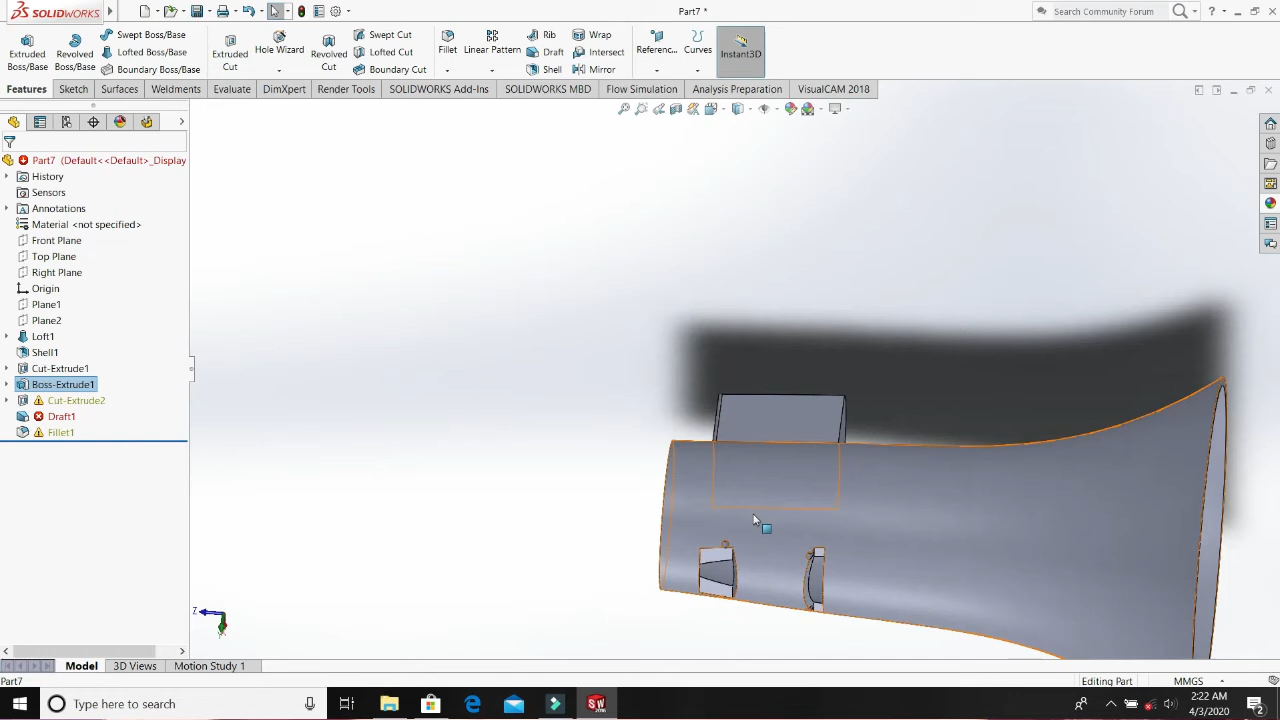 SOLIDWORKS
Part7 *
Search Community Forum
Extruded Boss/Base
Revolved Boss/Base
Swept Boss/Base
Lofted Boss/Base
Boundary Boss/Base
Extruded Cut
Hole Wizard
Revolved Cut
Swept Cut
Lofted Cut
Boundary Cut
Fillet
Linear Pattern
Rib
Draft
Shell
Wrap
Intersect
Mirror
Referenc...
Curves
Instant3D
Features
Sketch
Surfaces
Weldments
Evaluate
DimXpert
Render Tools
SOLIDWORKS Add-Ins
SOLIDWORKS MBD
Flow Simulation
Analysis Preparation
VisualCAM 2018
Part7 (Default<<Default>_Display
History
Sensors
Annotations
Material <not specified>
Front Plane
Top Plane
Right Plane
Origin
Plane1
Plane2
Loft1
Shell1
Cut-Extrude1
Boss-Extrude1
Cut-Extrude2
Draft1
Fillet1
Z
Model
3D Views
Motion Study 1
Part7
Editing Part
MMGS
Type here to search
2:22 AM
4/3/2020